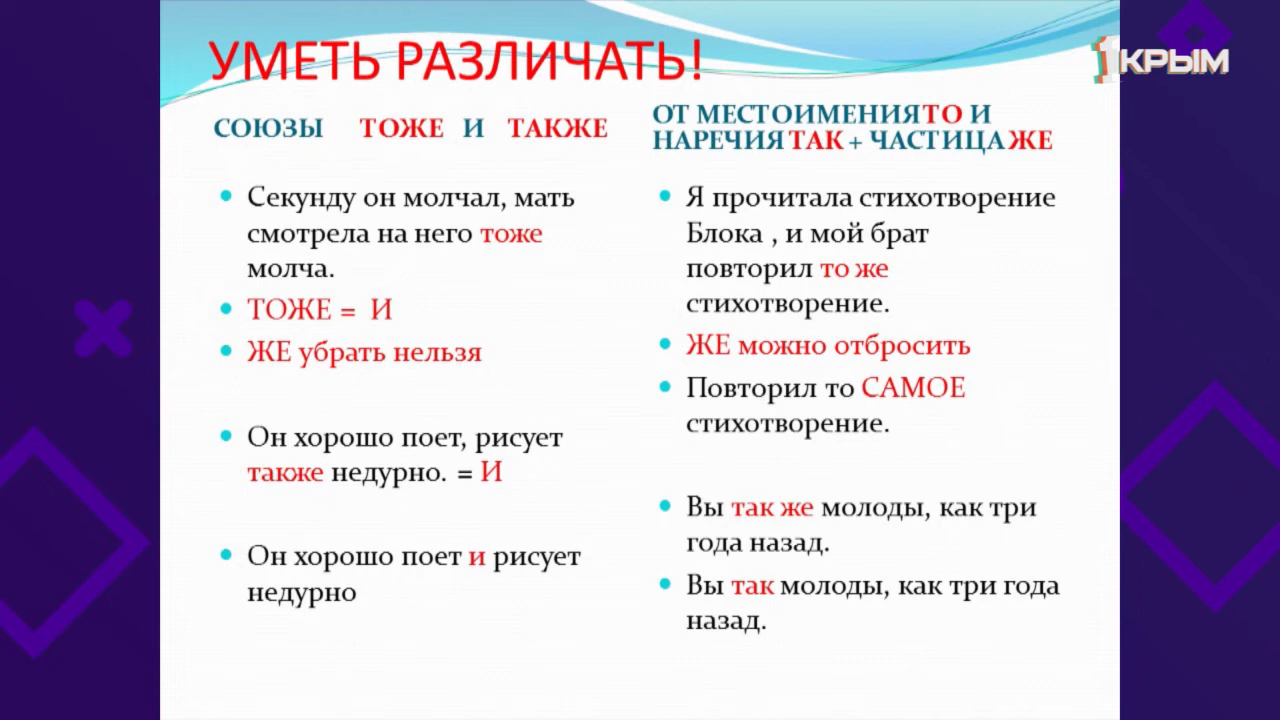 УМЕТЬ РАЗЛИЧАТЬ!
1КРЫМ
СОЮЗЫ ТОЖЕ И ТАКЖЕ
Секунду он молчал, мать
смотрела на него тоже
молча.
ТОЖЕ = И
ЖЕ убрать нельзя
Он хорошо поет, рисует
также недурно. = И
Он хорошо поет и рисует
недурно
ОТ МЕСТОИМЕНИЯ ТО И
НАРЕЧИЯ ТАК + ЧАСТИЦА ЖЕ
Я прочитала стихотворение
Блока , и мой брат
повторил то же
стихотворение.
ЖЕ можно отбросить
Повторил то САМОЕ
стихотворение.
Вы так же молоды, как три
года назад.
Вы так молоды, как три года
назад.